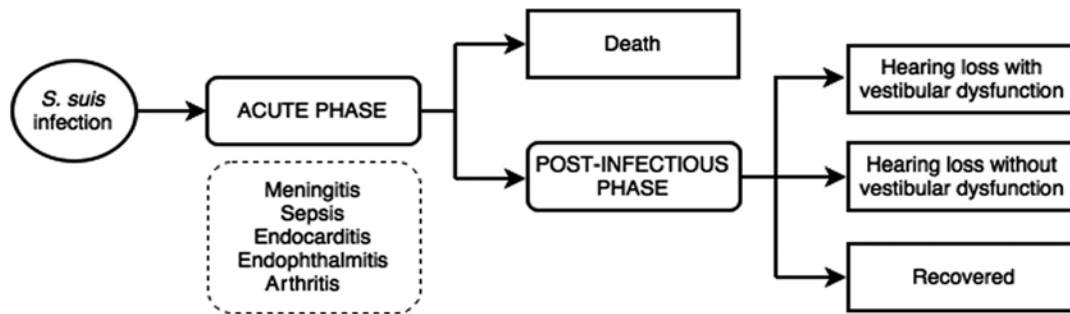 S. suis
infection
ACUTE PHASE
Meningitis
Sepsis
Endocarditis
Endophthalmitis
Arthritis
Death
POST-INFECTIOUS
PHASE
Hearing loss with
vestibular dysfunction
Hearing loss without
vestibular dysfunction
Recovered